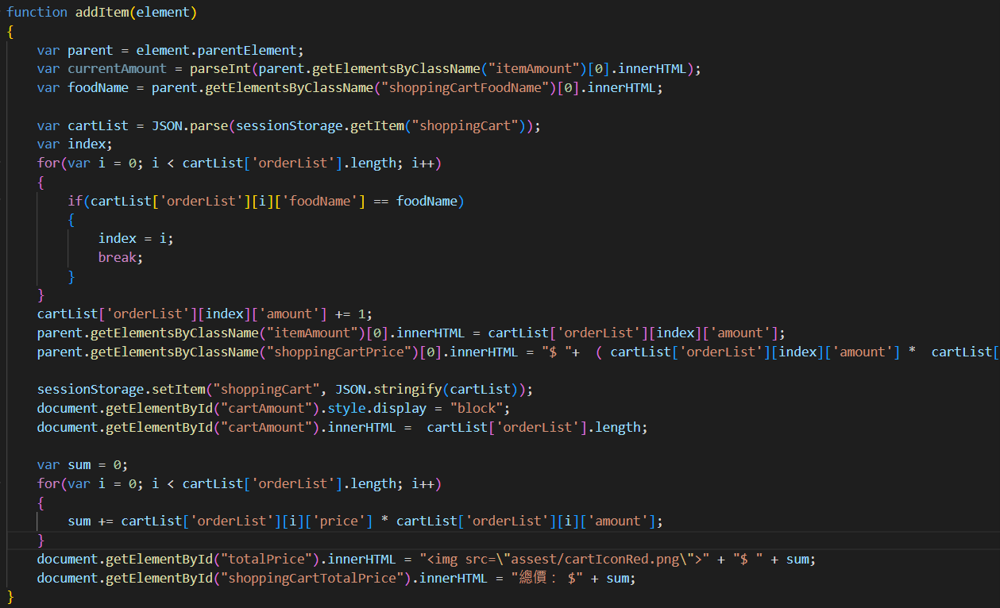 function addItem(element)
{
    var parent = element.parentElement;
    var currentAmount = parseInt(parent.getElementsByClassName("itemAmount")[0].innerHTML);
    var foodName = parent.getElementsByClassName("shoppingCartFoodName")[0].innerHTML;

    var cartList = JSON.parse(sessionStorage.getItem("shoppingCart"));
    var index;
    for(var i = 0; i < cartList['orderList'].length; i++)
    {
        if(cartList['orderList'][i]['foodName'] == foodName)
        {
            index = i;
            break;
        }
    }
    cartList['orderList'][index]['amount'] += 1;
    parent.getElementsByClassName("itemAmount")[0].innerHTML = cartList['orderList'][index]['amount'];
    parent.getElementsByClassName("shoppingCartPrice")[0].innerHTML = "$ "+  ( cartList['orderList'][index]['amount'] *  cartList[

    sessionStorage.setItem("shoppingCart", JSON.stringify(cartList));
    document.getElementById("cartAmount").style.display = "block";
    document.getElementById("cartAmount").innerHTML =  cartList['orderList'].length;

    var sum = 0;
    for(var i = 0; i < cartList['orderList'].length; i++)
    {
        sum += cartList['orderList'][i]['price'] * cartList['orderList'][i]['amount'];
    }
    document.getElementById("totalPrice").innerHTML = "<img src=\"assest/cartIconRed.png\">" + "$ " + sum;
    document.getElementById("shoppingCartTotalPrice").innerHTML = "總價： $" + sum;
}